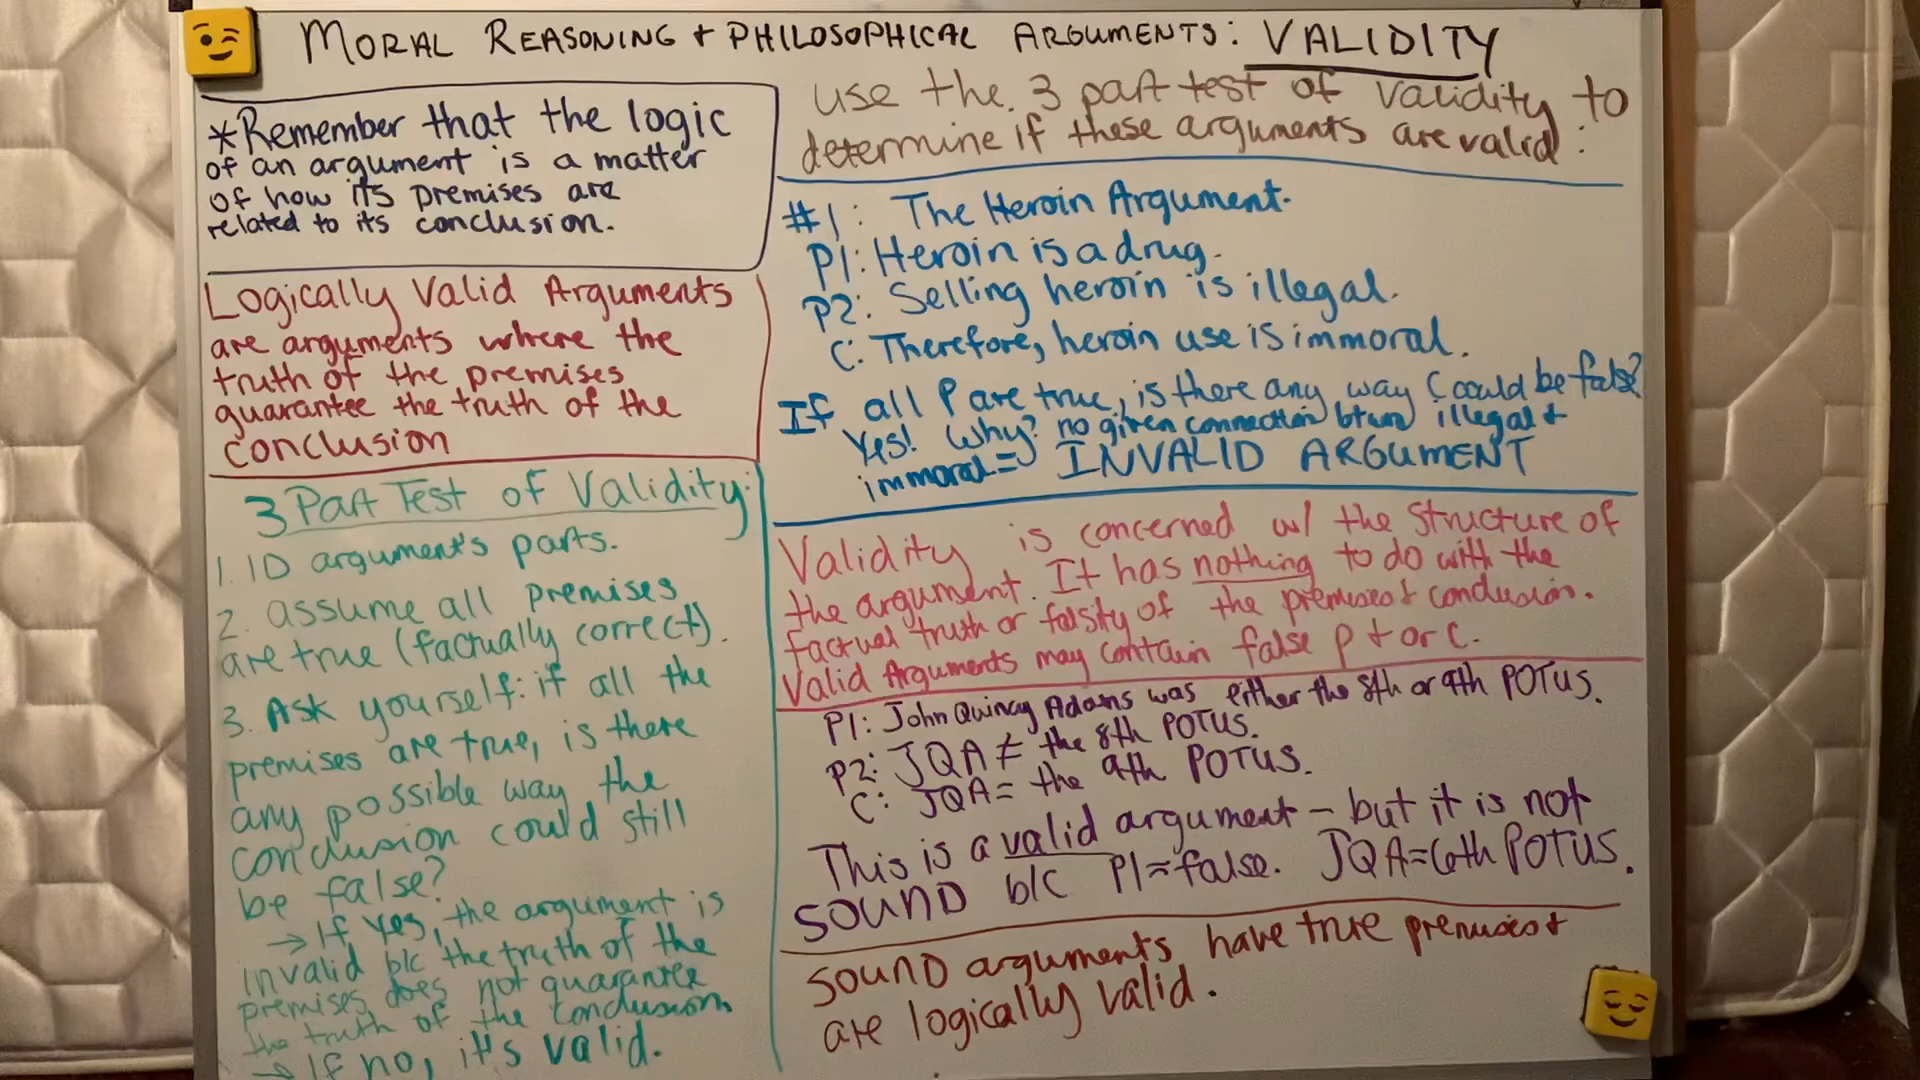 MORAL REASONING + PHILOSOPHICAL ARGUMENTS: VALIDITY
*Remember that the logic
of an argument is a matter
of how its premises are
related to its conclusion.
Logically Valid Arguments
are arguments where the
truth of the premises
guarantee the truth of the
conclusion
3 Part Test of Validity:
1. ID argument's parts.
2. assume all premises
are true (factually correct).
3. Ask yourself: if all the
premises are true, is there
any possible way the
conclusion could still
be false?
→ If yes, the argument is
invalid b/c the truth of the
premises does not guarantee
the truth of the conclusion
→ If no, it's valid.
use the 3 part test of validity to
determine if these arguments are valid:
#1: The Heroin Argument.
P1: Heroin is a drug.
P2: Selling heroin is illegal.
C: Therefore, heroin use is immoral.
If all P are true, is there any way C could be false?
Yes! Why? no given connection btwn illegal +
immoral = INVALID ARGUMENT
Validity is concerned w/ the structure of
the argument. It has nothing to do with the
factual truth or falsity of the premises + conclusion.
Valid Arguments may contain false P + or C.
P1: John Quincy Adams was either the 8th or 9th POTUS.
P2: JQA ≠ the 8th POTUS.
C: JQA = the 9th POTUS.
This is a valid argument - but it is not
SOUND b/c P1 = false. JQA = 6th POTUS.
SOUND arguments have true premises +
are logically valid.